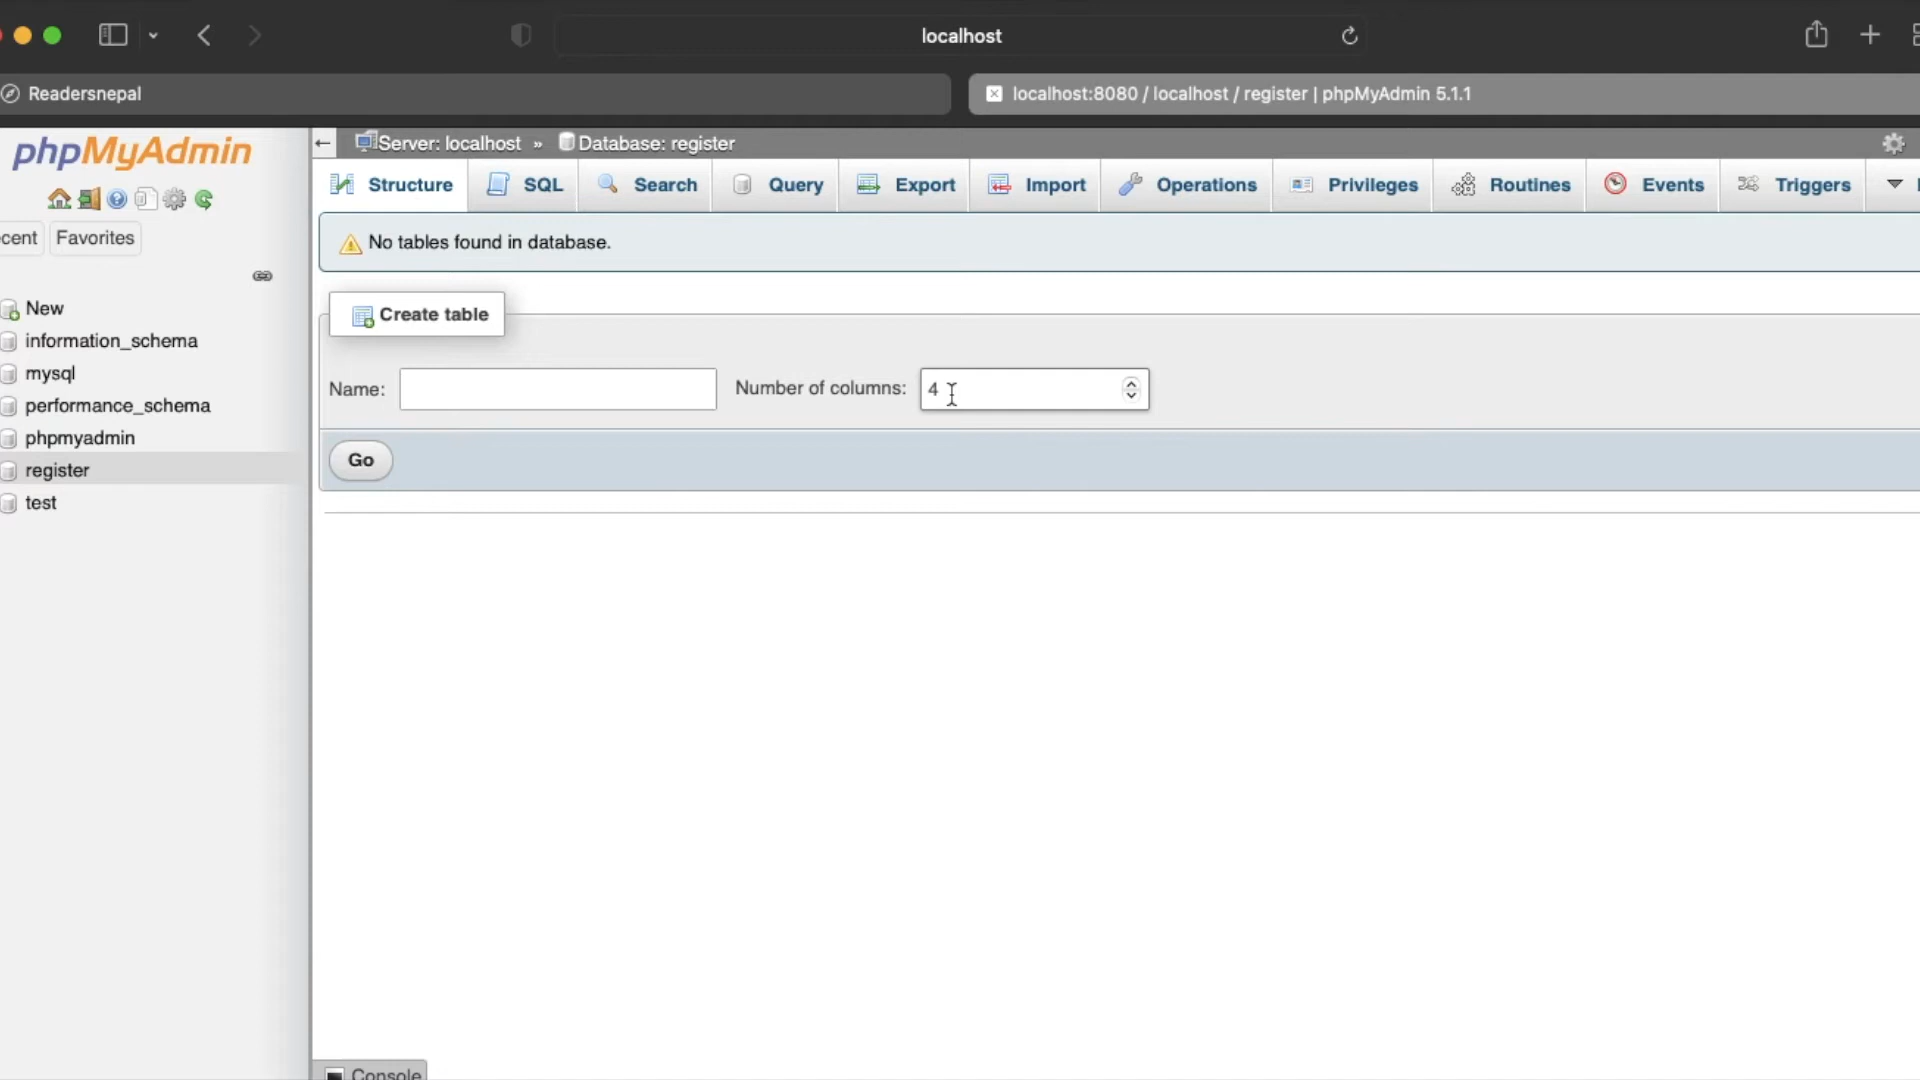 localhost
Readersnepal
localhost:8080 / localhost / register | phpMyAdmin 5.1.1
phpMyAdmin
Server: localhost » Database: register
Structure SQL Search Query Export Import Operations Privileges Routines Events Triggers
cent Favorites
No tables found in database.
New
information_schema
mysql
performance_schema
phpmyadmin
register
test
Create table
Name: Number of columns: 4
Go
Console